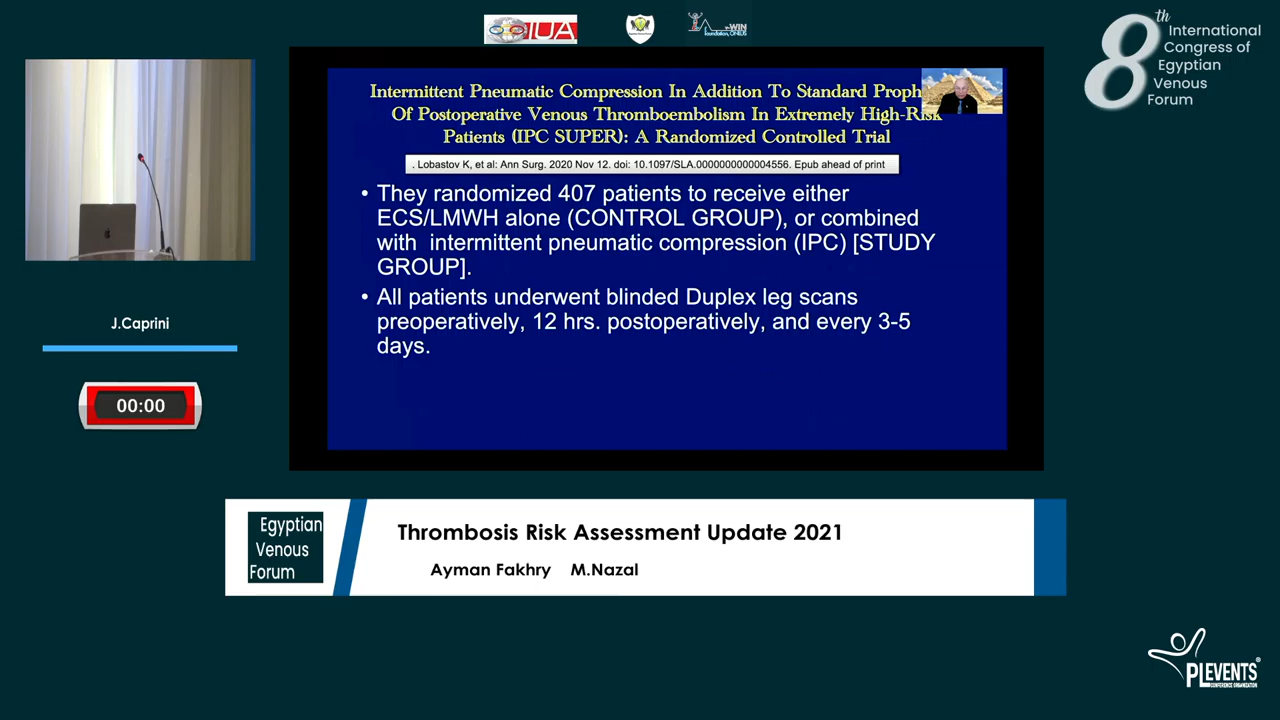 IUA
WIN
foundation, ONLUS
8th
International
Congress of
Egyptian
Venous
Forum
Intermittent Pneumatic Compression In Addition To Standard Proph
Of Postoperative Venous Thromboembolism In Extremely High-Risk
Patients (IPC SUPER): A Randomized Controlled Trial
. Lobastov K, et al: Ann Surg. 2020 Nov 12. doi: 10.1097/SLA.0000000000004556. Epub ahead of print
• They randomized 407 patients to receive either
ECS/LMWH alone (CONTROL GROUP), or combined
with intermittent pneumatic compression (IPC) [STUDY
GROUP].
• All patients underwent blinded Duplex leg scans
preoperatively, 12 hrs. postoperatively, and every 3-5
days.
J.Caprini
00:00
Egyptian
Venous
Forum
Thrombosis Risk Assessment Update 2021
Ayman Fakhry M.Nazal
PLEVENTS®
CONFERENCE ORGANIZATION